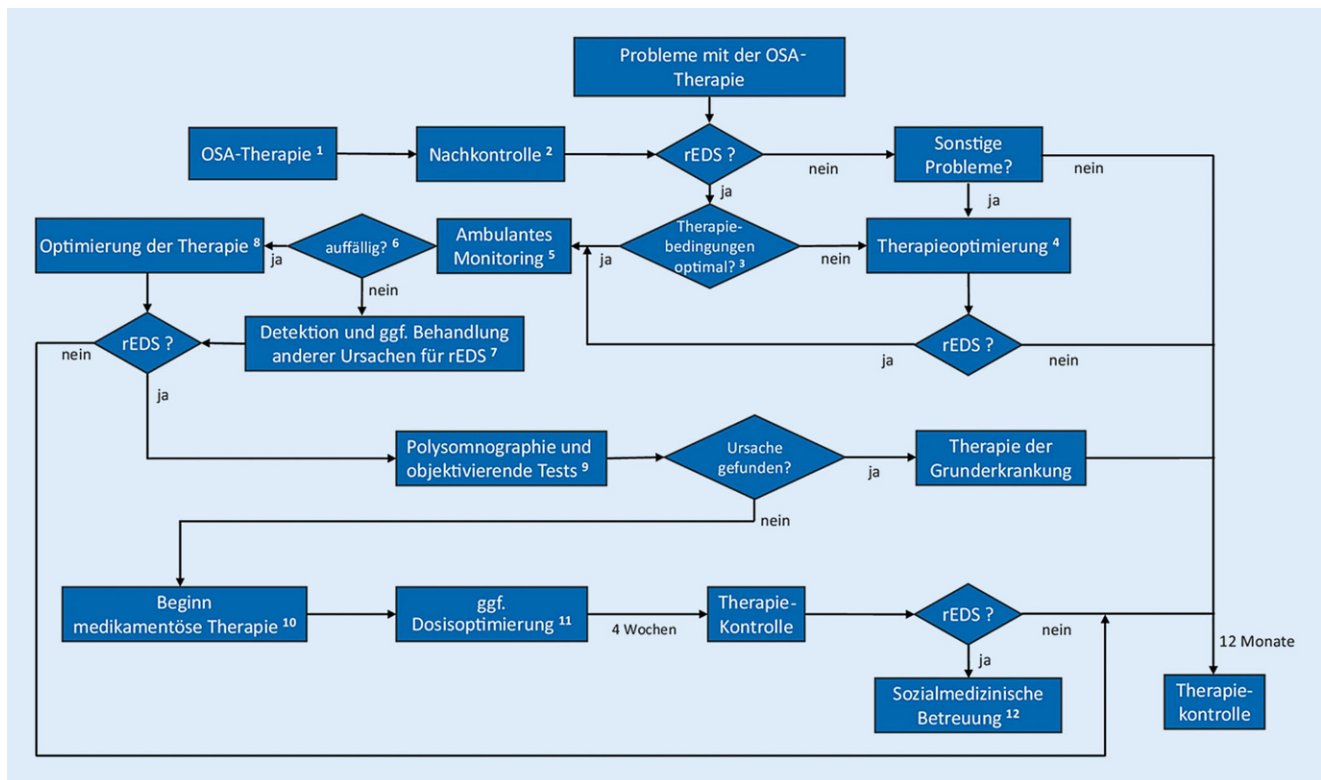 Probleme mit der OSA-
Therapie
OSA-Therapie 1
Nachkontrolle 2
rEDS ?
nein
Sonstige
Probleme?
nein
ja
ja
Optimierung der Therapie 8
ja
auffällig? 6
Ambulantes
Monitoring 5
ja
Therapie-
bedingungen
optimal? 3
nein
Therapieoptimierung 4
nein
nein
rEDS ?
Detektion und ggf. Behandlung
anderer Ursachen für rEDS 7
ja
rEDS ?
nein
ja
Polysomnographie und
objektivierende Tests 9
Ursache
gefunden?
ja
Therapie der
Grunderkrankung
nein
Beginn
medikamentöse Therapie 10
ggf.
Dosisoptimierung 11
4 Wochen
Therapie-
Kontrolle
rEDS ?
nein
12 Monate
ja
Sozialmedizinische
Betreuung 12
Therapie-
kontrolle